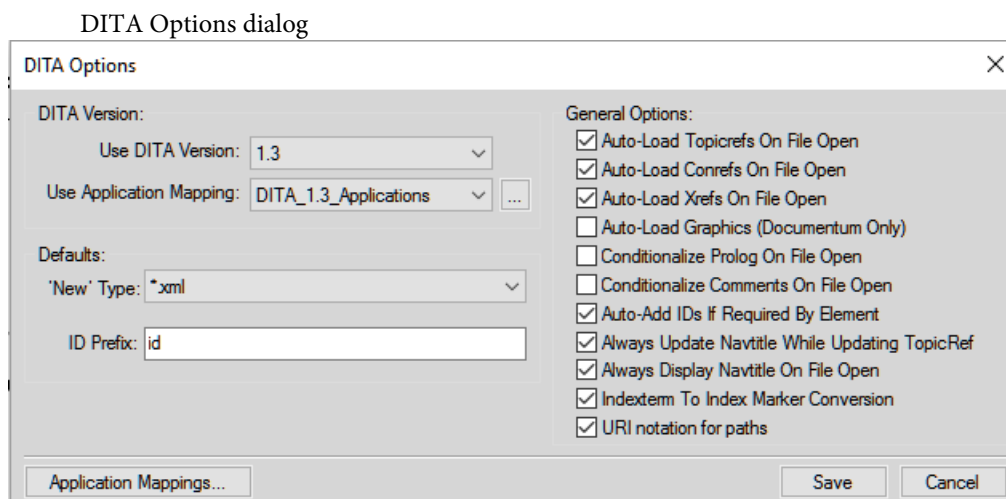 DITA Options dialog
DITA Options
DITA Version:
Use DITA Version: 1.3
Use Application Mapping: DITA_1.3_Applications ...
Defaults:
'New' Type: *.xml
ID Prefix: id
General Options:
Auto-Load Topicrefs On File Open
Auto-Load Conrefs On File Open
Auto-Load Xrefs On File Open
Auto-Load Graphics (Documentum Only)
Conditionalize Prolog On File Open
Conditionalize Comments On File Open
Auto-Add IDs If Required By Element
Always Update Navtitle While Updating TopicRef
Always Display Navtitle On File Open
Indexterm To Index Marker Conversion
URI notation for paths
Application Mappings... Save Cancel